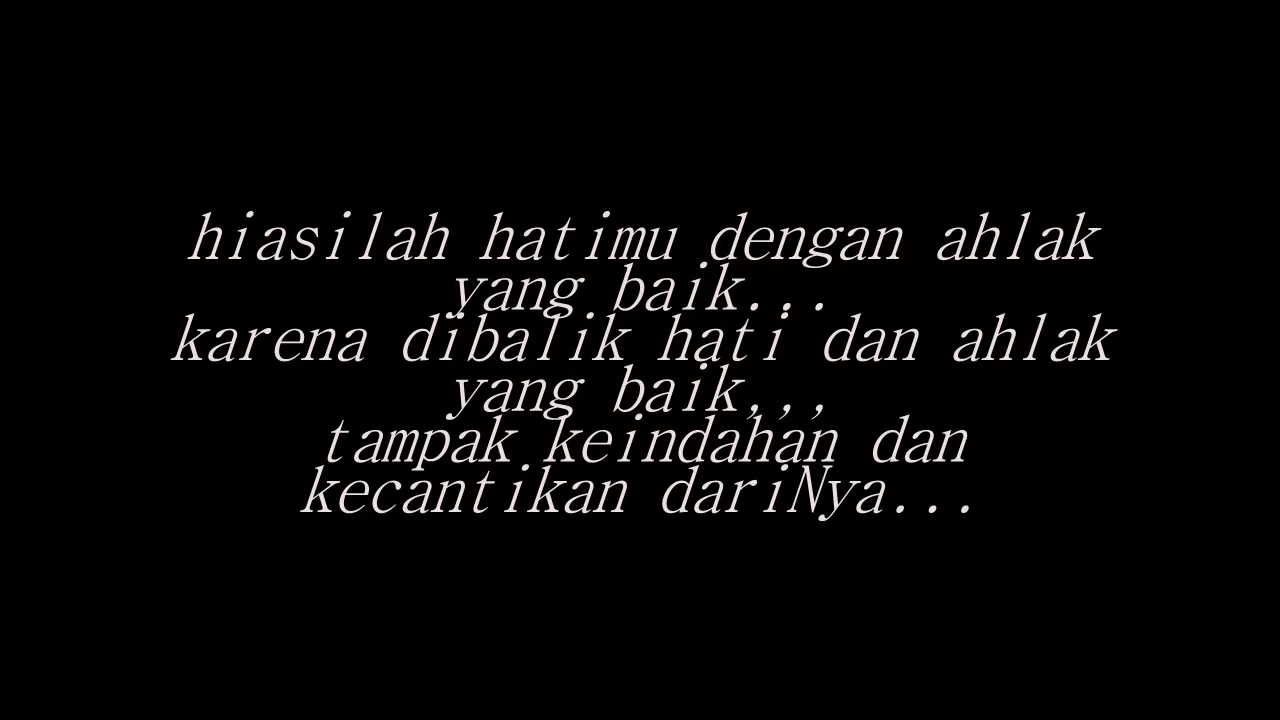 hiasilah hatimu dengan ahlak
yang baik...
karena dibalik hati dan ahlak
yang baik,,,
tampak keindahan dan
kecantikan dariNya...